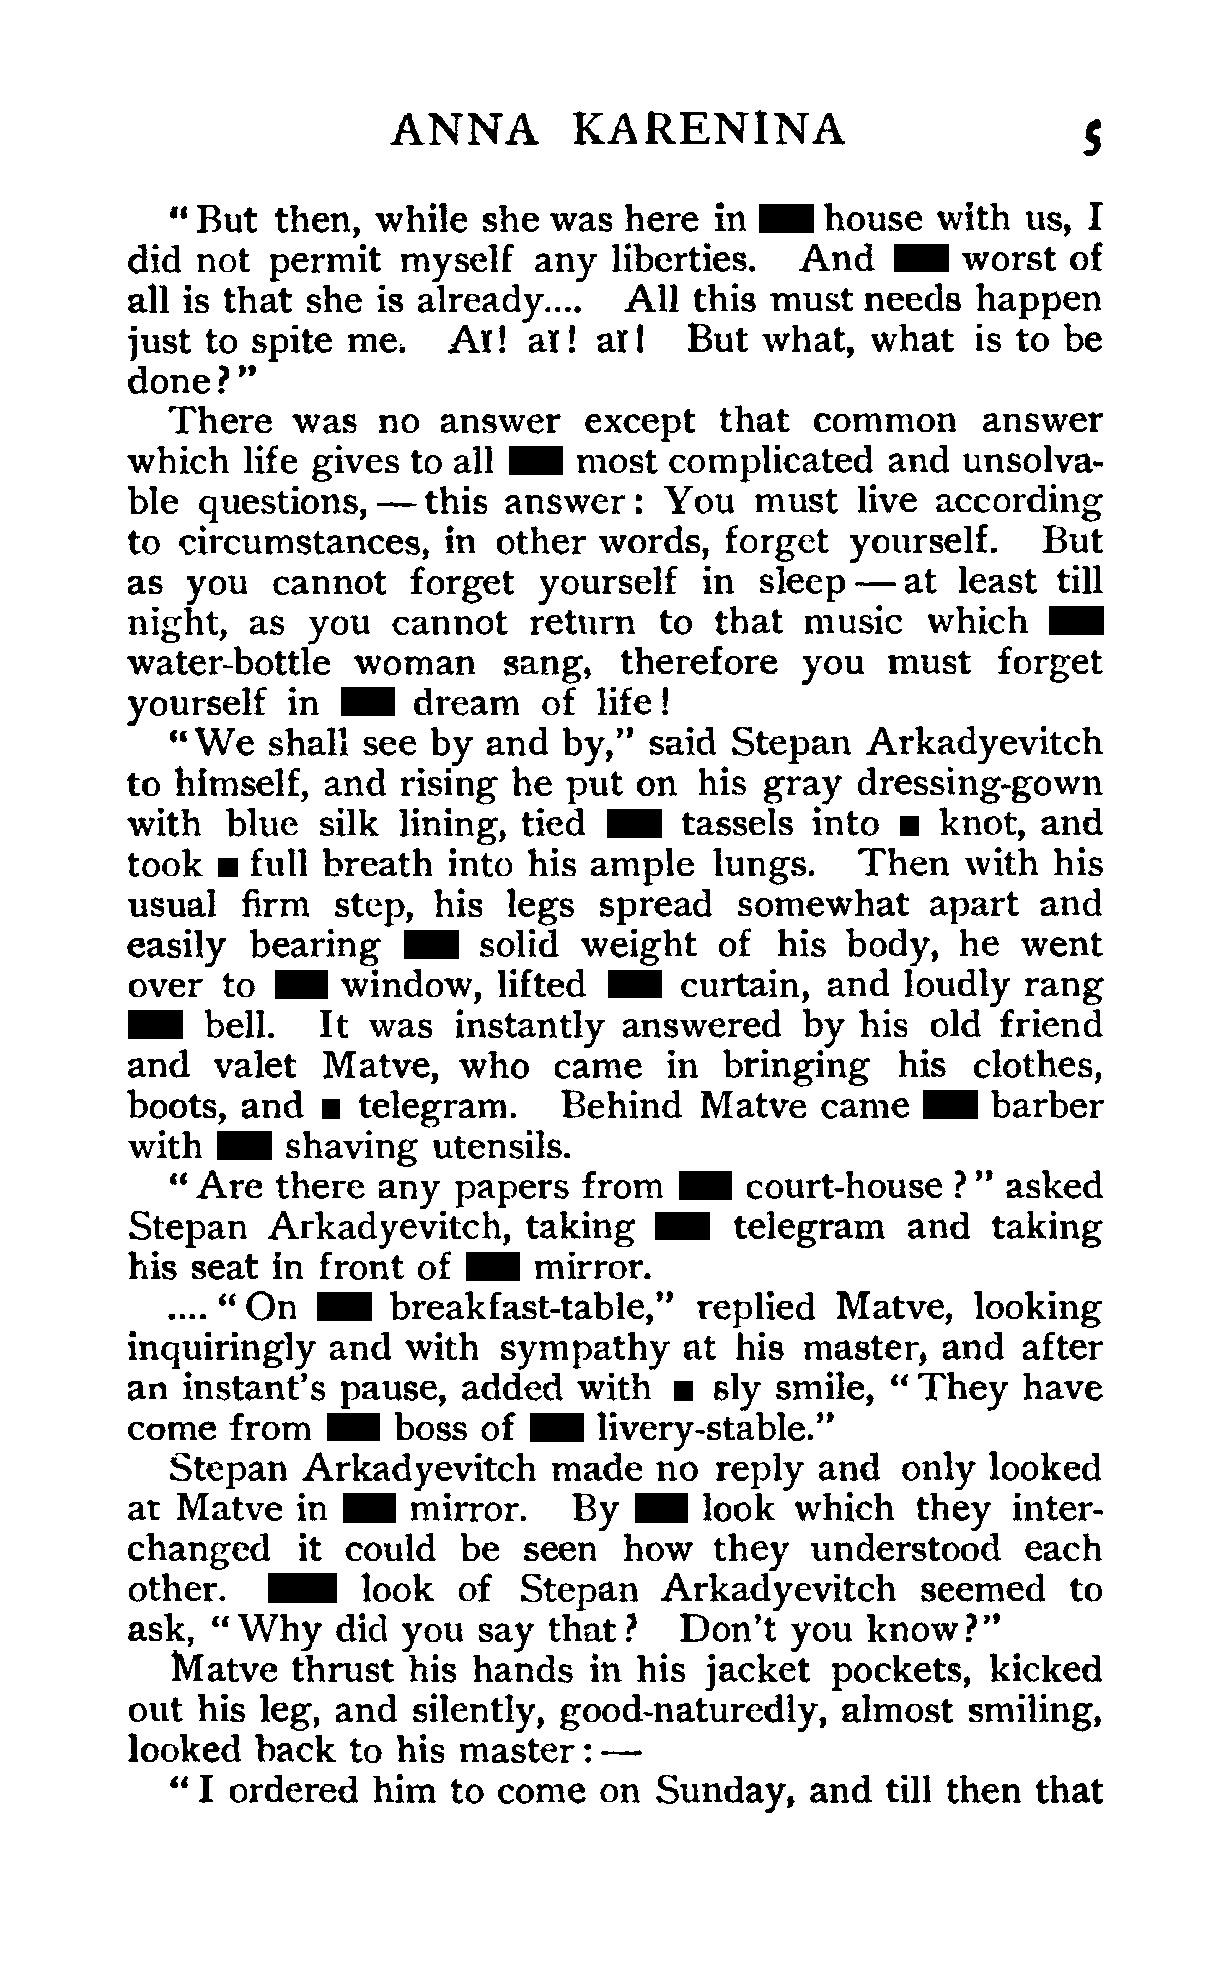 ANNA KARENINA 5
" But then, while she was here in house with us, I
did not permit myself any liberties. And worst of
all is that she is already.... All this must needs happen
just to spite me. Aï! aï! aï! But what, what is to be
done?"
There was no answer except that common answer
which life gives to all most complicated and unsolva-
ble questions, — this answer: You must live according
to circumstances, in other words, forget yourself. But
as you cannot forget yourself in sleep — at least till
night, as you cannot return to that music which
water-bottle woman sang, therefore you must forget
yourself in dream of life!
"We shall see by and by," said Stepan Arkadyevitch
to himself, and rising he put on his gray dressing-gown
with blue silk lining, tied tassels into knot, and
took full breath into his ample lungs. Then with his
usual firm step, his legs spread somewhat apart and
easily bearing solid weight of his body, he went
over to window, lifted curtain, and loudly rang
bell. It was instantly answered by his old friend
and valet Matve, who came in bringing his clothes,
boots, and telegram. Behind Matve came barber
with shaving utensils.
" Are there any papers from court-house ? " asked
Stepan Arkadyevitch, taking telegram and taking
his seat in front of mirror.
.... " On breakfast-table," replied Matve, looking
inquiringly and with sympathy at his master, and after
an instant's pause, added with sly smile, " They have
come from boss of livery-stable."
Stepan Arkadyevitch made no reply and only looked
at Matve in mirror. By look which they inter-
changed it could be seen how they understood each
other. look of Stepan Arkadyevitch seemed to
ask, " Why did you say that? Don't you know?"
Matve thrust his hands in his jacket pockets, kicked
out his leg, and silently, good-naturedly, almost smiling,
looked back to his master: —
" I ordered him to come on Sunday, and till then that